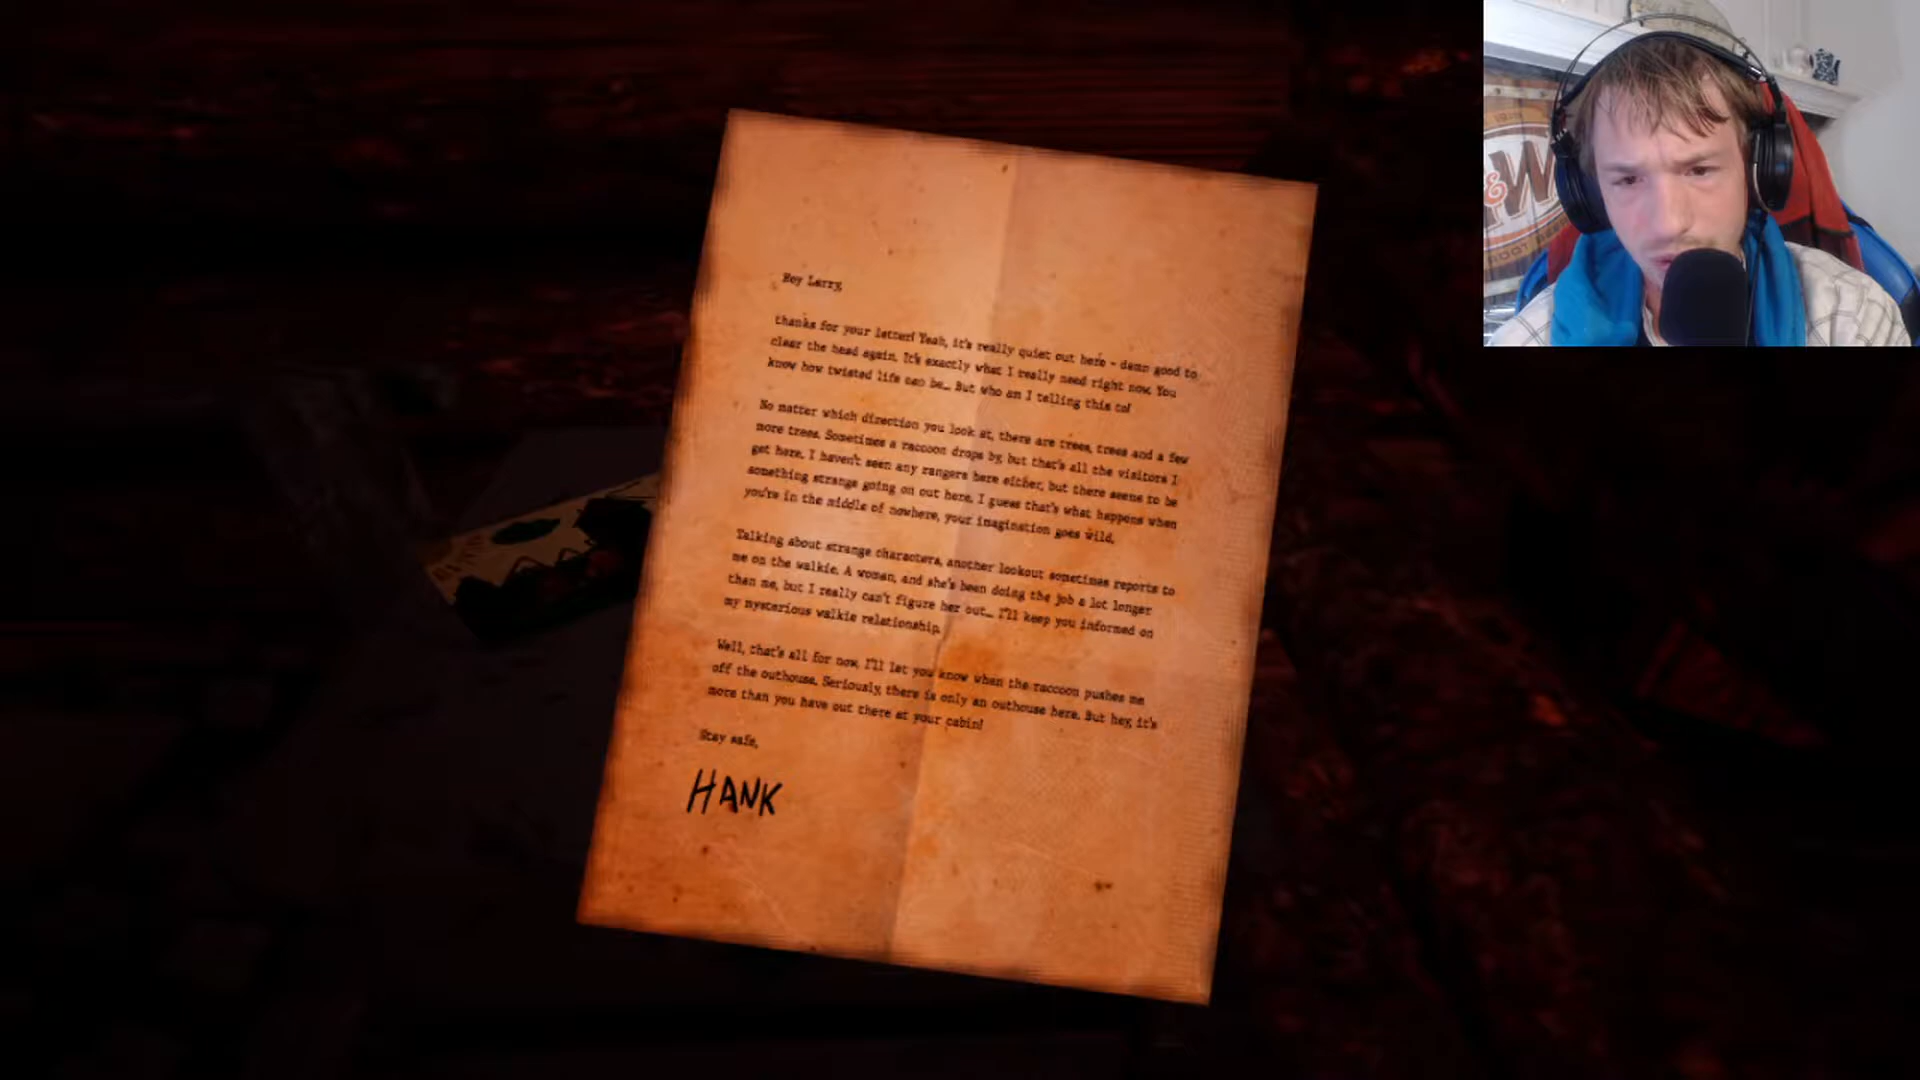 Hey Larry,
thanks for your letter! Yeah, it's really quiet out here - damn good to
clear the head again. It's exactly what I really need right now. You
know how twisted life can be... But who am I telling this to!
No matter which direction you look at, there are trees, trees and a few
more trees. Sometimes a raccoon drops by, but that's all the visitors I
get here. I haven't seen any rangers here either, but there seems to be
something strange going on out here. I guess that's what happens when
you're in the middle of nowhere, your imagination goes wild.
Talking about strange characters, another lookout sometimes reports to
me on the walkie. A woman, and she's been doing the job a lot longer
than me, but I really can't figure her out... I'll keep you informed on
my mysterious walkie relationship.
Well, that's all for now. I'll let you know when the raccoon pushes me
off the outhouse. Seriously, there is only an outhouse here. But hey, it's
more than you have out there at your cabin!
Stay safe,
HANK
&W